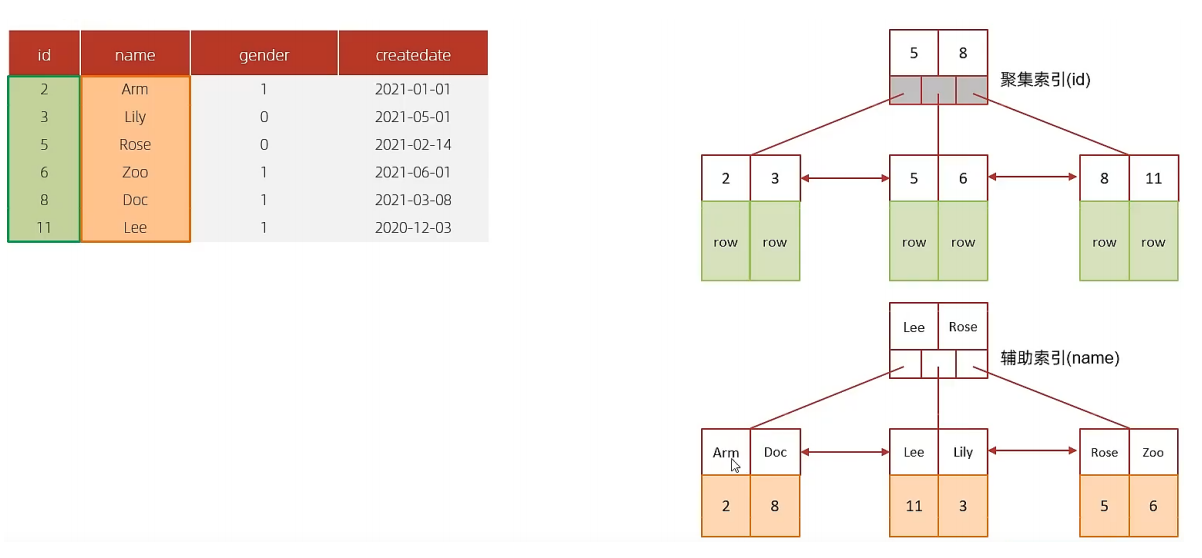 id name gender createdate
2 Arm 1 2021-01-01
3 Lily 0 2021-05-01
5 Rose 0 2021-02-14
6 Zoo 1 2021-06-01
8 Doc 1 2021-03-08
11 Lee 1 2020-12-03
5 8
聚集索引(id)
2 3 5 6 8 11
row row row row row row
Lee Rose
辅助索引(name)
Arm Doc Lee Lily Rose Zoo
2 8 11 3 5 6